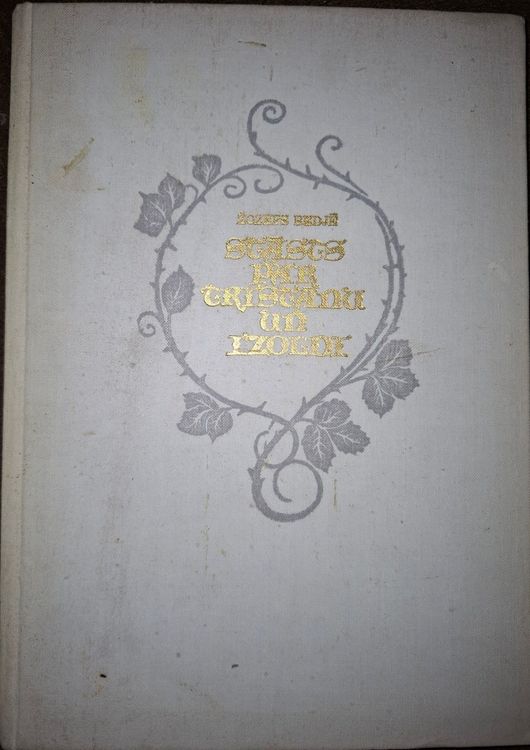 ŽOZEFS BEDJĒ
STĀSTS
PAR
TRISTANU
UN
IZOLDI